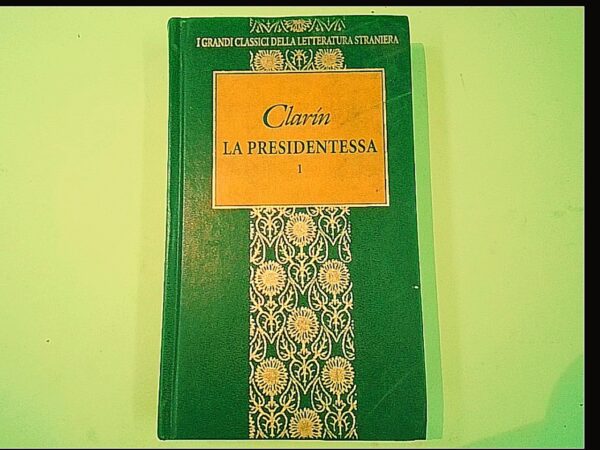 I GRANDI CLASSICI DELLA LETTERATURA STRANIERA
Clarín
LA PRESIDENTESSA
1